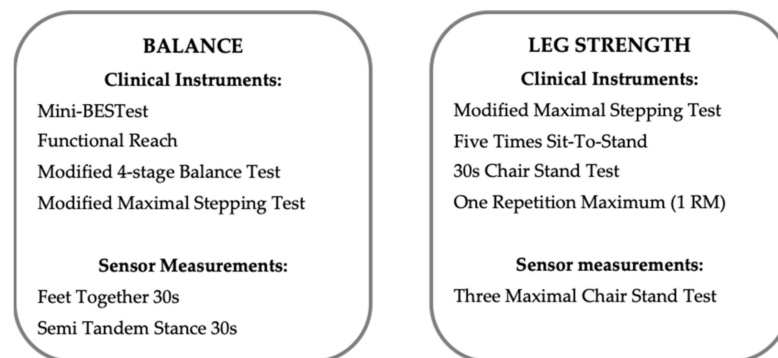 BALANCE
Clinical Instruments:
Mini-BESTest
Functional Reach
Modified 4-stage Balance Test
Modified Maximal Stepping Test
Sensor Measurements:
Feet Together 30s
Semi Tandem Stance 30s
LEG STRENGTH
Clinical Instruments:
Modified Maximal Stepping Test
Five Times Sit-To-Stand
30s Chair Stand Test
One Repetition Maximum (1 RM)
Sensor measurements:
Three Maximal Chair Stand Test